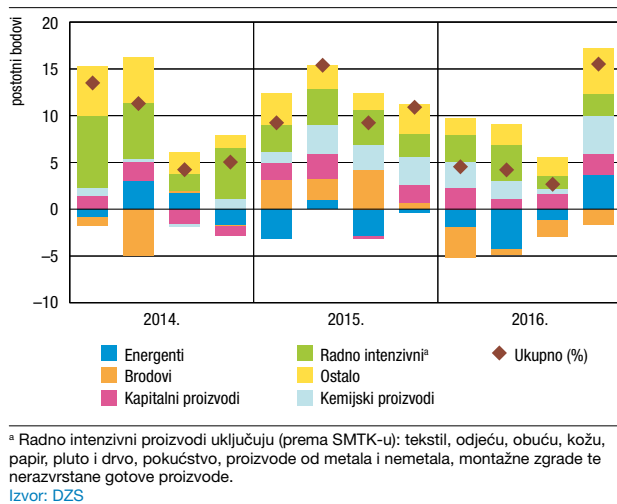 postotni bodovi
20
15
10
5
0
–5
–10
2014.
2015.
2016.
Energenti
Brodovi
Kapitalni proizvodi
Radno intenzivniª
Ostalo
Kemijski proizvodi
Ukupno (%)
ª Radno intenzivni proizvodi uključuju (prema SMTK-u): tekstil, odjeću, obuću, kožu,
papir, pluto i drvo, pokućstvo, proizvode od metala i nemetala, montažne zgrade te
nerazvrstane gotove proizvode.
Izvor: DZS